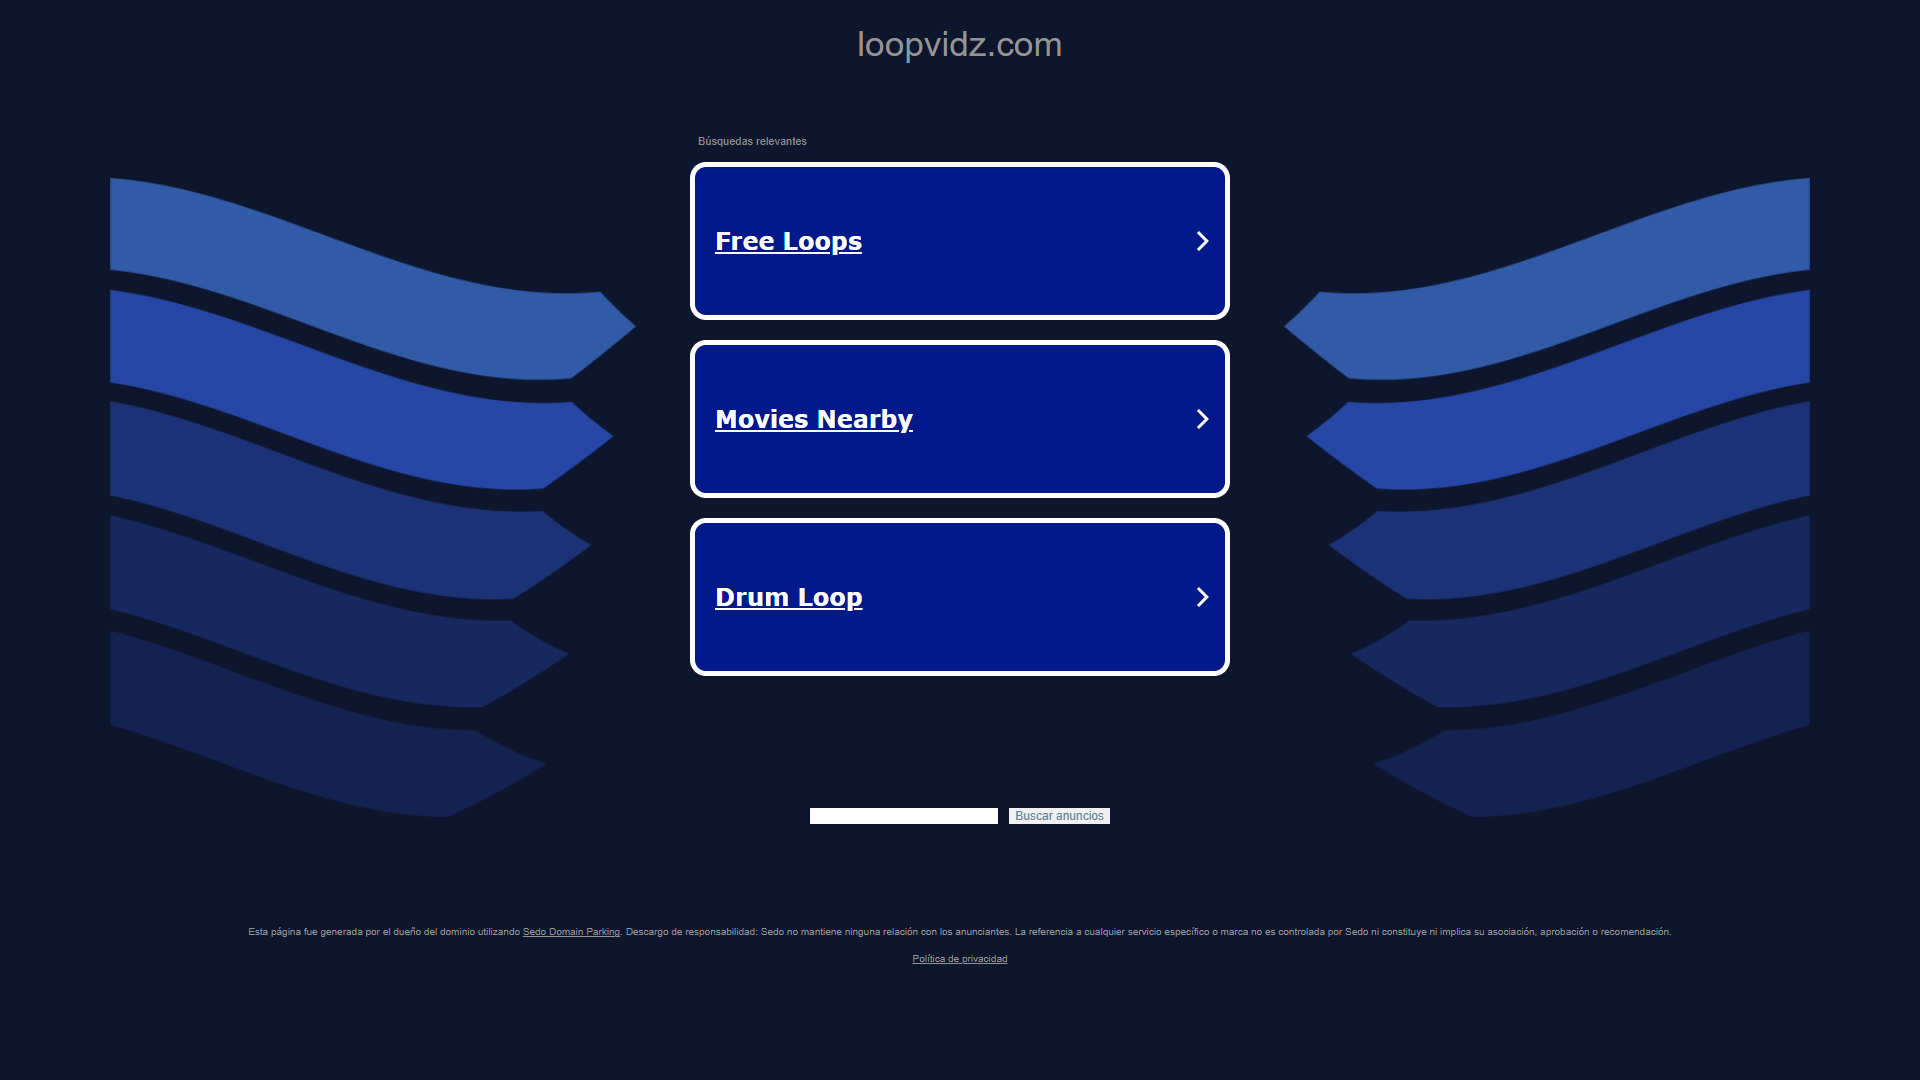 loopvidz.com
Búsquedas relevantes
Free Loops
Movies Nearby
Drum Loop
Buscar anuncios
Esta página fue generada por el dueño del dominio utilizando Sedo Domain Parking. Descargo de responsabilidad: Sedo no mantiene ninguna relación con los anunciantes. La referencia a cualquier servicio específico o marca no es controlada por Sedo ni constituye ni implica su asociación, aprobación o recomendación.
Política de privacidad